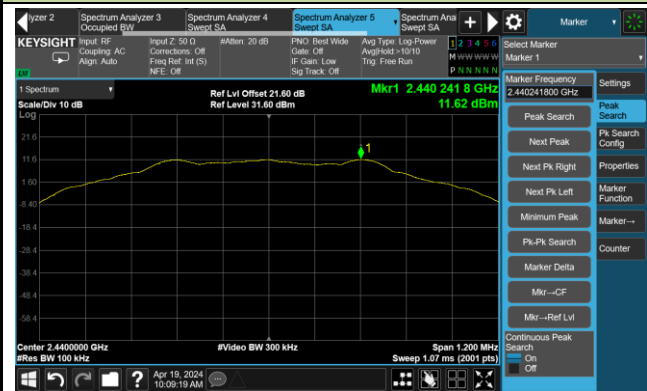 lyzer 2
Spectrum Analyzer 3
Occupied BW
Spectrum Analyzer 4
Swept SA
Spectrum Analyzer 5
Swept SA
Spectrum Ana
Swept SA
Marker
KEYSIGHT
Input: RF
Coupling: AC
Align: Auto
Input Z: 50 Ω
Corrections: Off
Freq Ref: Int (S)
NFE: Off
#Atten: 20 dB
PNO: Best Wide
Gate: Off
IF Gain: Low
Sig Track: Off
Avg Type: Log-Power
Avg|Hold:>10/10
Trig: Free Run
1 2 3 4 5 6
M W W W W W
P N N N N N
Select Marker
Marker 1
1 Spectrum
Scale/Div 10 dB
Log
Ref Lvl Offset 21.60 dB
Ref Level 31.60 dBm
Mkr1 2.440 241 8 GHz
11.62 dBm
21.6
11.6
1.60
-8.40
-18.4
-28.4
-38.4
-48.4
-58.4
1
Center 2.4400000 GHz
#Res BW 100 kHz
#Video BW 300 kHz
Span 1.200 MHz
Sweep 1.07 ms (2001 pts)
Marker Frequency
2.440241800 GHz
Peak Search
Next Peak
Next Pk Right
Next Pk Left
Minimum Peak
Pk-Pk Search
Marker Delta
Mkr→CF
Mkr→Ref Lvl
Continuous Peak
Search
On
Off
Settings
Peak
Search
Pk Search
Config
Properties
Marker
Function
Marker→
Counter
Apr 19, 2024
10:09:19 AM